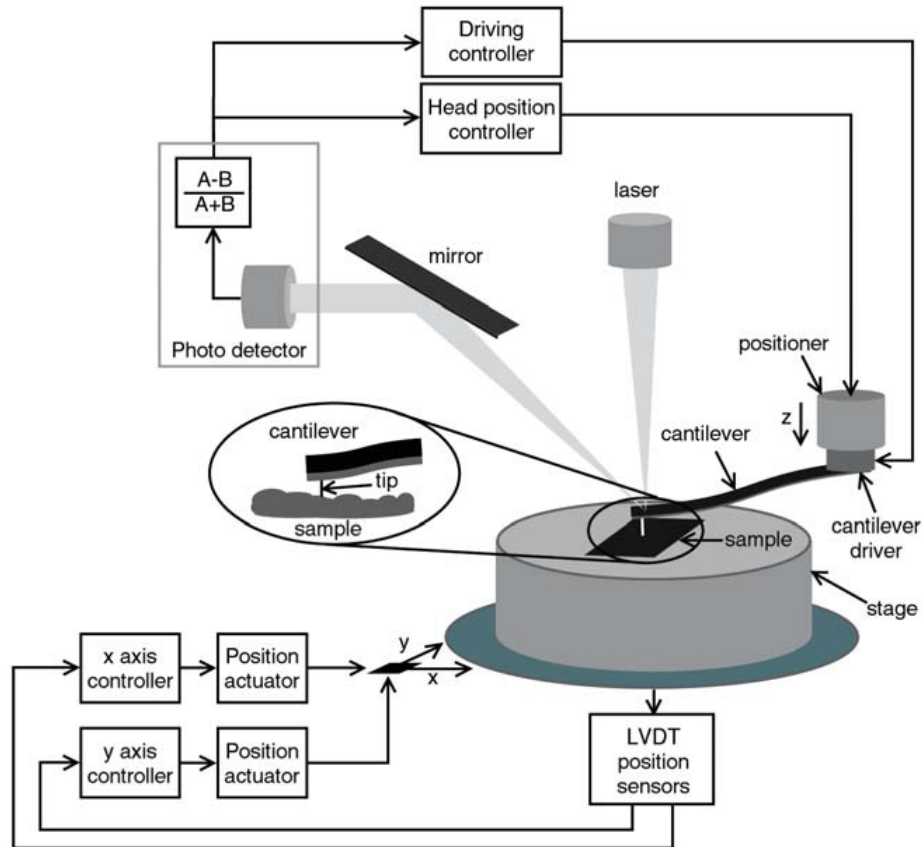 Driving
controller
Head position
controller
A-B
A+B
laser
mirror
Photo detector
positioner
z
cantilever
cantilever
tip
sample
sample
cantilever
driver
stage
x axis
controller
Position
actuator
y
x
y axis
controller
Position
actuator
LVDT
position
sensors